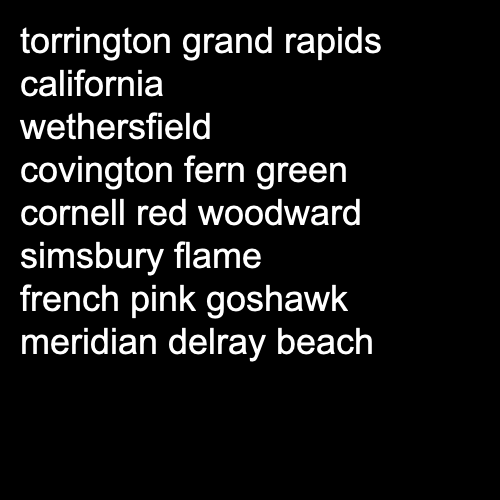 torrington grand rapids
california
wethersfield
covington fern green
cornell red woodward
simsbury flame
french pink goshawk
meridian delray beach